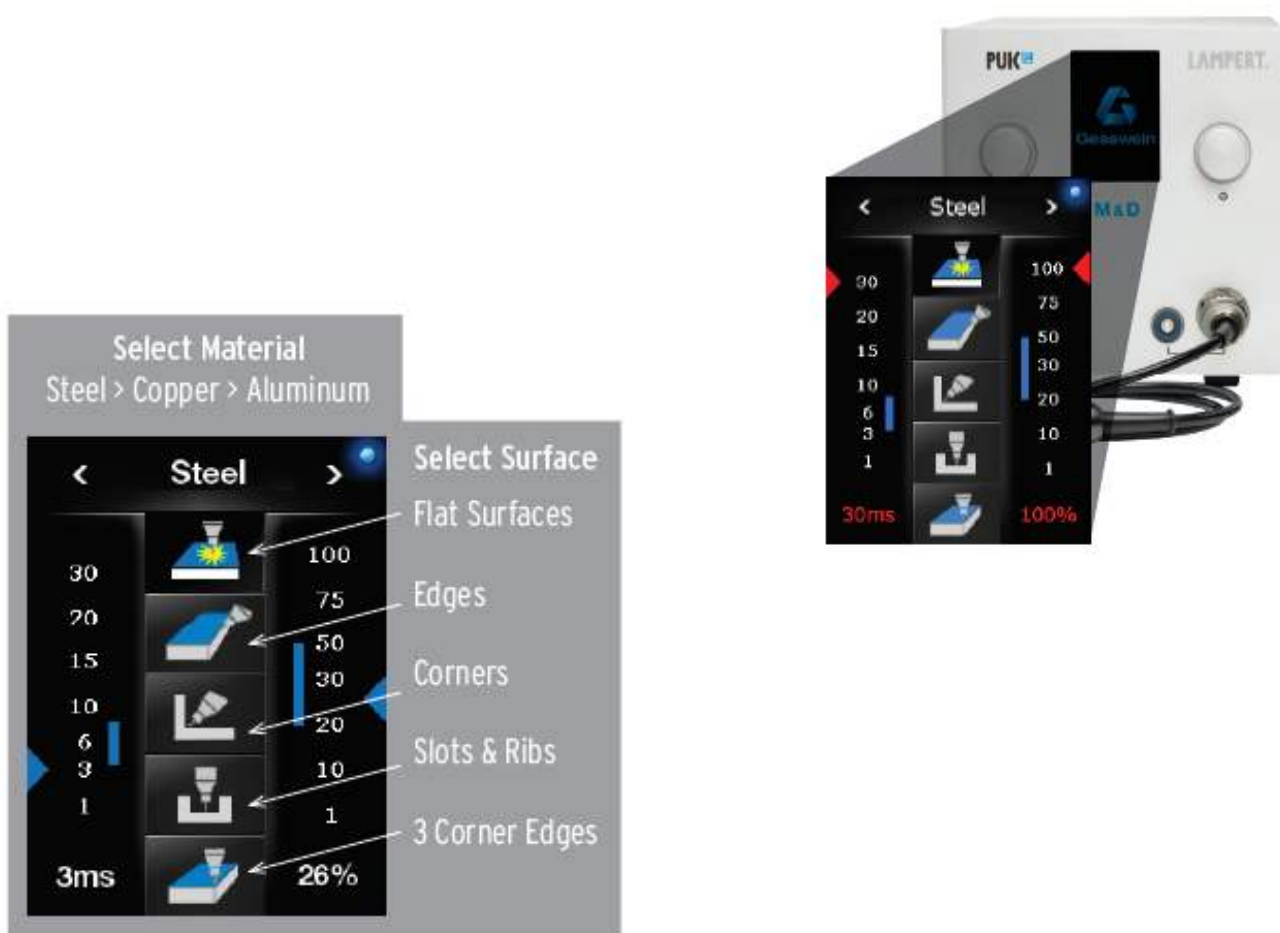 PUK
LAMPERT.
Gesswein
M&D
< Steel >
30
20
15
10
6
3
1
30ms
100
75
50
30
20
10
1
100%
Select Material
Steel > Copper > Aluminum
< Steel >
30
20
15
10
6
3
1
3ms
100
75
50
30
20
10
1
26%
Select Surface
Flat Surfaces
Edges
Corners
Slots & Ribs
3 Corner Edges